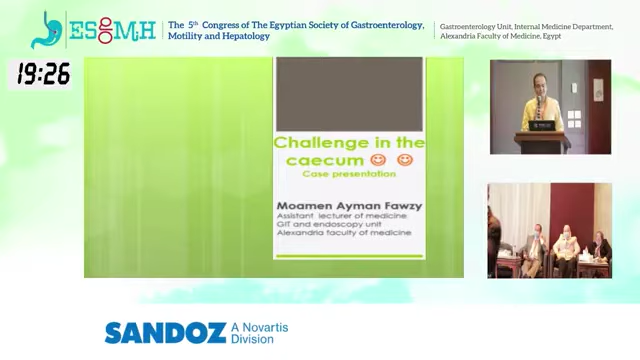 ESGMH
The 5th Congress of The Egyptian Society of Gastroenterology,
Motility and Hepatology
Gastroenterology Unit, Internal Medicine Department,
Alexandria Faculty of Medicine, Egypt
19:26
Challenge in the
caecum
Case presentation
Moamen Ayman Fawzy
Assistant lecturer of medicine
GIT and endoscopy unit
Alexandria faculty of medicine
SANDOZ A Novartis
Division